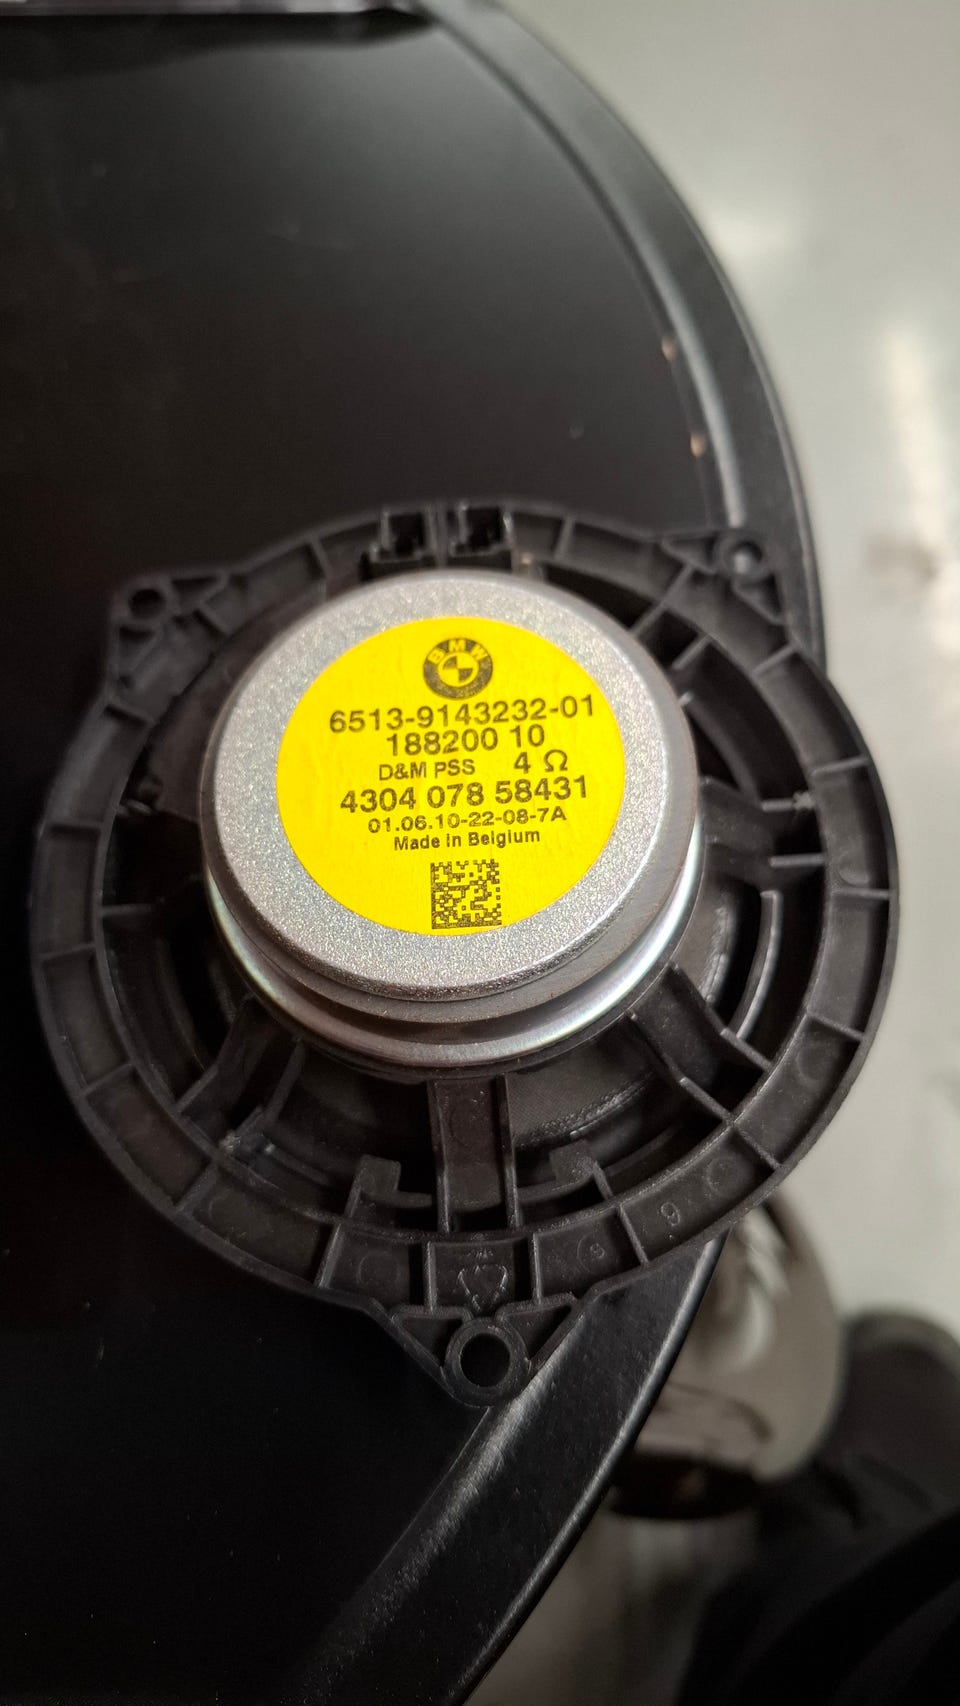 BMW
6513-9143232-01
188200 10
D&M PSS 4 Ω
4304 078 58431
01.06.10-22-08-7A
Made in Belgium
9